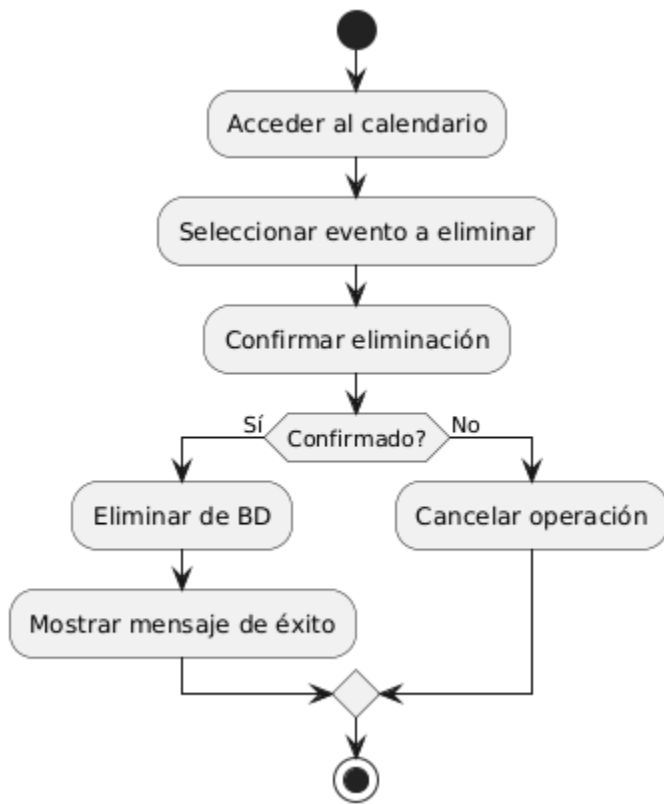 Acceder al calendario
Seleccionar evento a eliminar
Confirmar eliminación
Sí
Confirmado?
No
Eliminar de BD
Cancelar operación
Mostrar mensaje de éxito